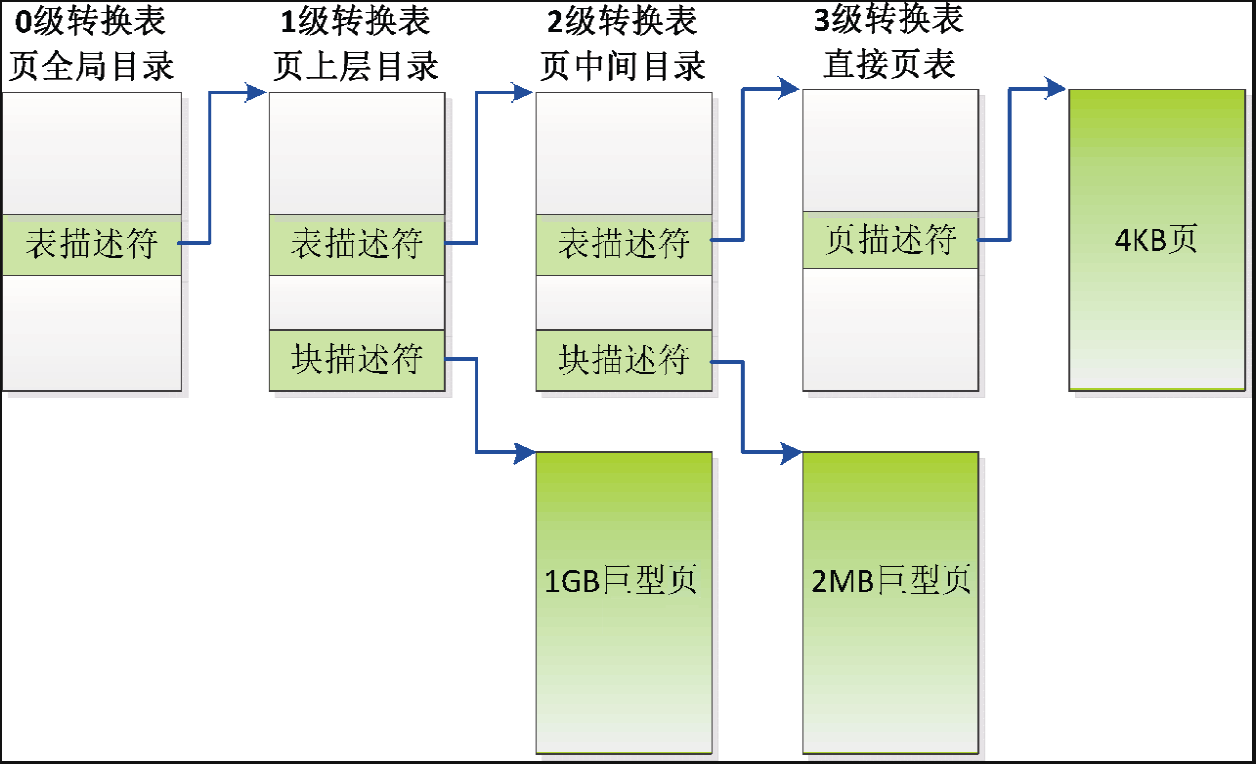 0级转换表
页全局目录
1级转换表
页上层目录
2级转换表
页中间目录
3级转换表
直接页表
表描述符
表描述符
表描述符
页描述符
4KB页
块描述符
块描述符
1GB巨型页
2MB巨型页